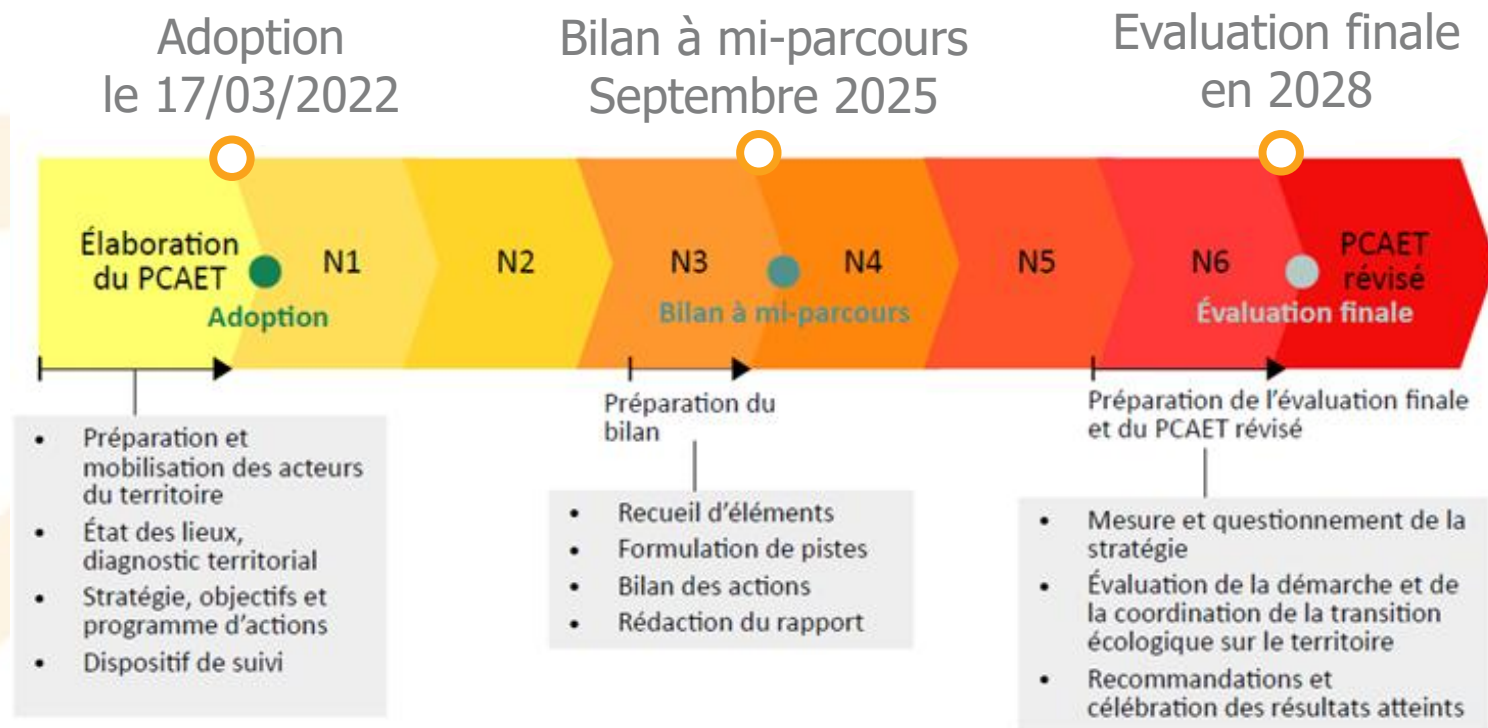 Adoption
le 17/03/2022
Bilan à mi-parcours
Septembre 2025
Evaluation finale
en 2028
Élaboration
du PCAET
Adoption
N1
N2
N3
Bilan à mi-parcours
N4
N5
N6
Évaluation finale
PCAET
révisé
• Préparation et
mobilisation des acteurs
du territoire
• État des lieux,
diagnostic territorial
• Stratégie, objectifs et
programme d’actions
• Dispositif de suivi
Préparation du
bilan
• Recueil d’éléments
• Formulation de pistes
• Bilan des actions
• Rédaction du rapport
Préparation de l’évaluation finale
et du PCAET révisé
• Mesure et questionnement de la
stratégie
• Évaluation de la démarche et de
la coordination de la transition
écologique sur le territoire
• Recommandations et
célébration des résultats atteints